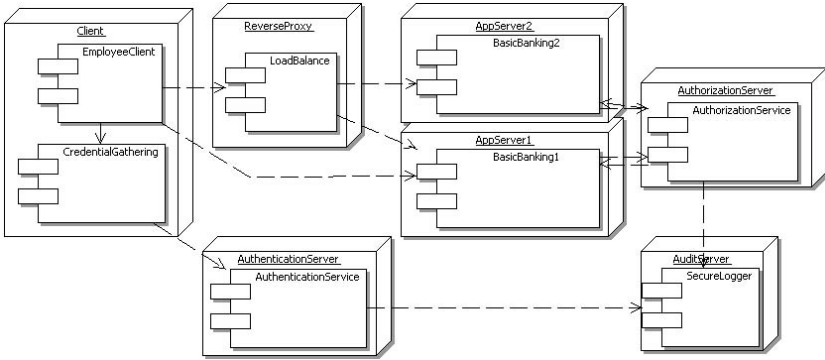 Client
EmployeeClient
CredentialGathering
ReverseProxy
LoadBalance
AppServer2
BasicBanking2
AppServer1
BasicBanking1
AuthorizationServer
AuthorizationService
AuthenticationServer
AuthenticationService
AuditServer
SecureLogger